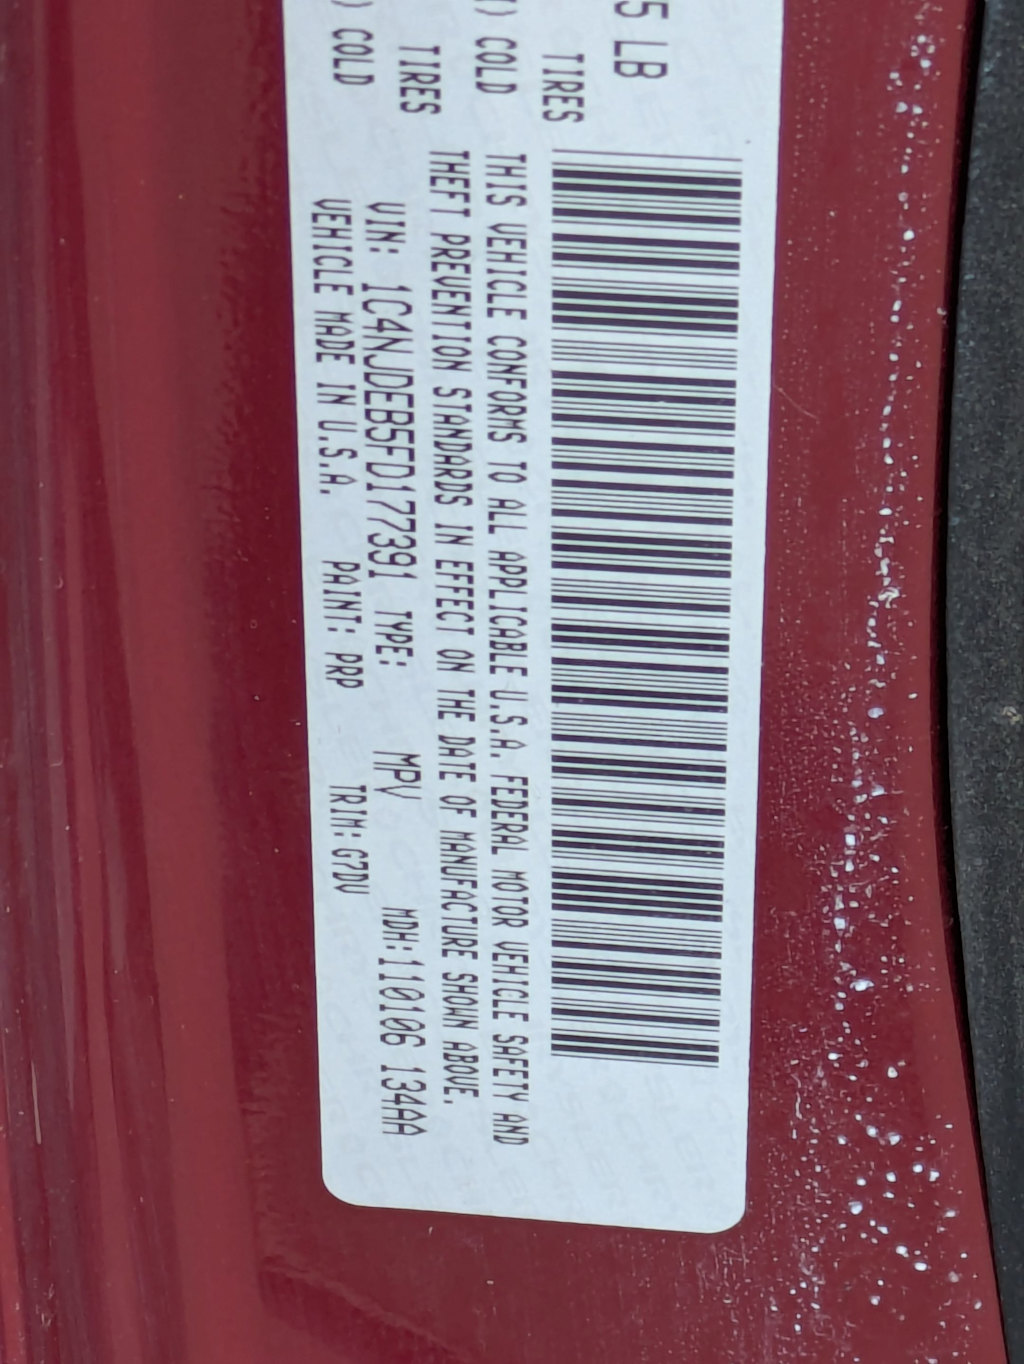 5 LB
TIRES
) COLD
TIRES
) COLD
THIS VEHICLE CONFORMS TO ALL APPLICABLE U.S.A. FEDERAL MOTOR VEHICLE SAFETY AND
THEFT PREVENTION STANDARDS IN EFFECT ON THE DATE OF MANUFACTURE SHOWN ABOVE.
VIN: 1C4NJDEB5FD177391 TYPE: MPV MDH:110106 134AA
VEHICLE MADE IN U.S.A. PAINT: PRP TRIM: G7DV